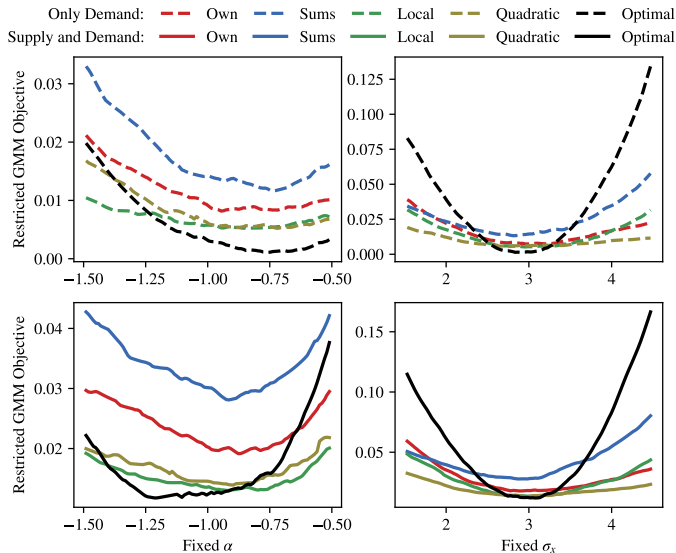 Only Demand: Own Sums Local Quadratic Optimal
Supply and Demand: Own Sums Local Quadratic Optimal
Restricted GMM Objective
0.03
0.02
0.01
0.00
−1.50 −1.25 −1.00 −0.75 −0.50
0.125
0.100
0.075
0.050
0.025
0.000
2 3 4
Restricted GMM Objective
0.04
0.03
0.02
−1.50 −1.25 −1.00 −0.75 −0.50
Fixed α
0.15
0.10
0.05
2 3 4
Fixed σₓ